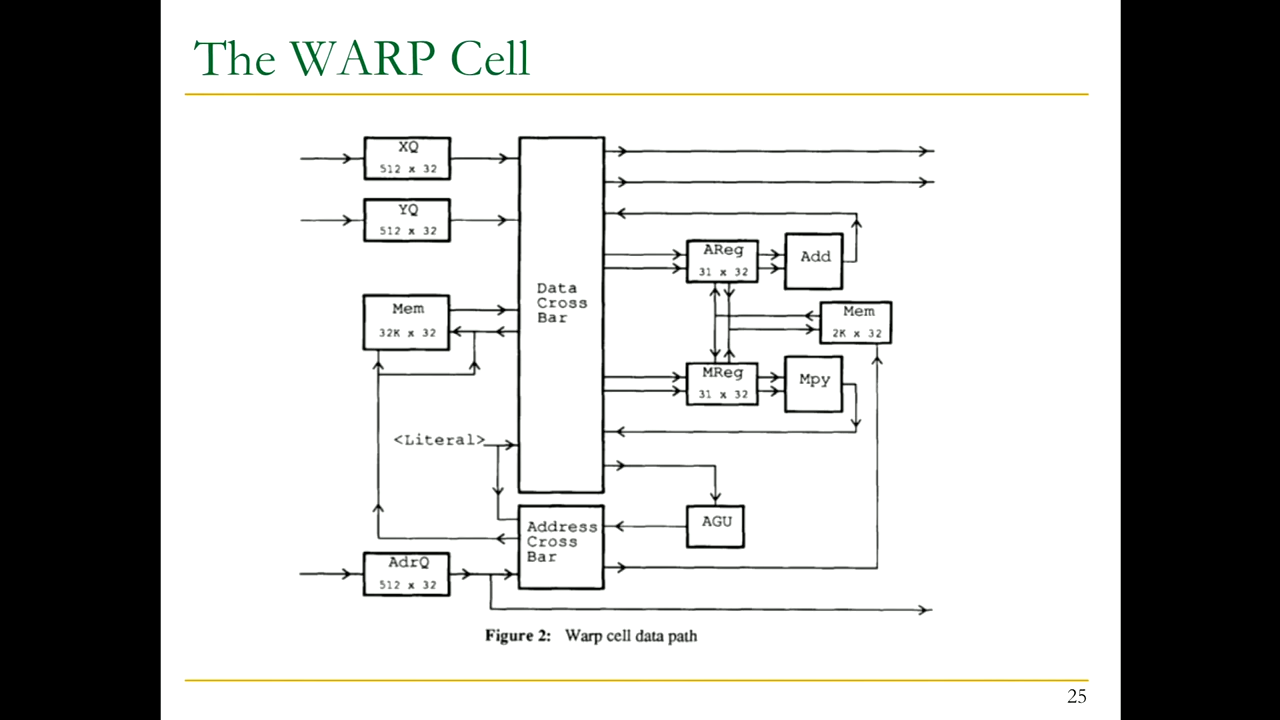 The WARP Cell
XQ
512 x 32
YQ
512 x 32
Mem
32K x 32
<Literal>
AdrQ
512 x 32
Data
Cross
Bar
Address
Cross
Bar
AReg
31 x 32
Add
Mem
2K x 32
MReg
31 x 32
Mpy
AGU
Figure 2: Warp cell data path
25